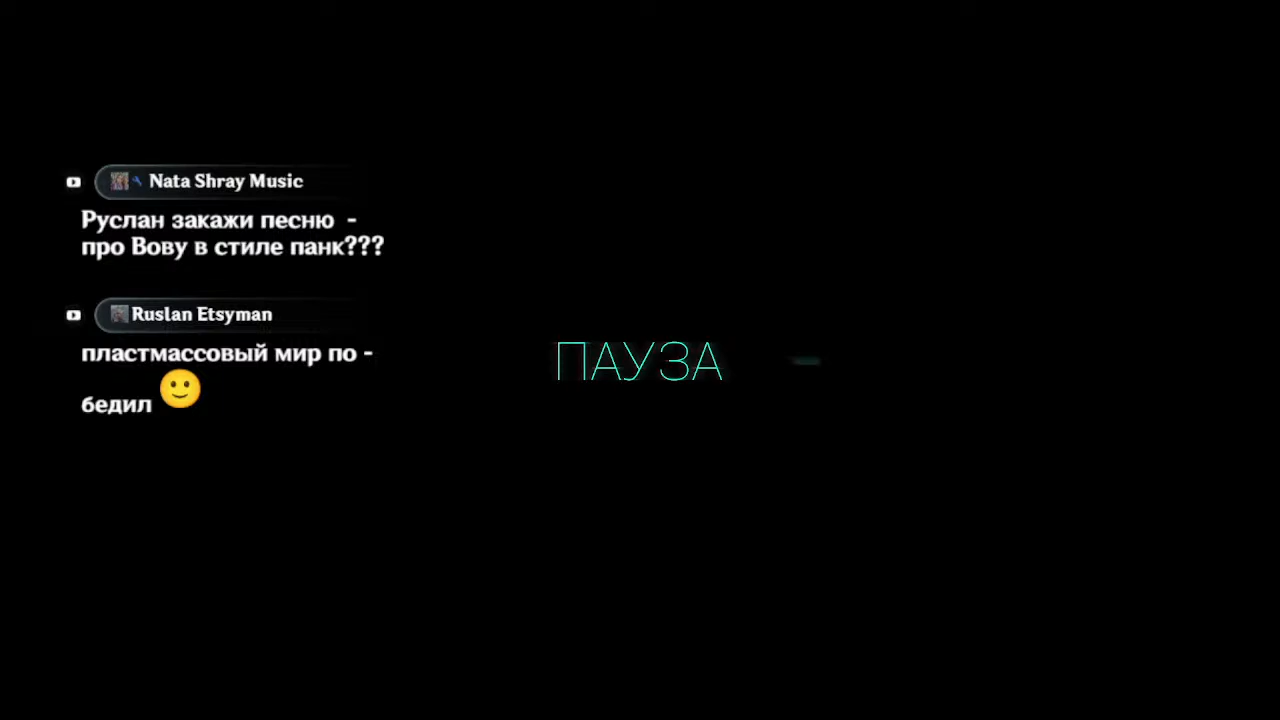 Nata Shray Music
Руслан закажи песню -
про Вову в стиле панк???
Ruslan Etsyman
пластмассовый мир по -
бедил 🙂
ПАУЗА -